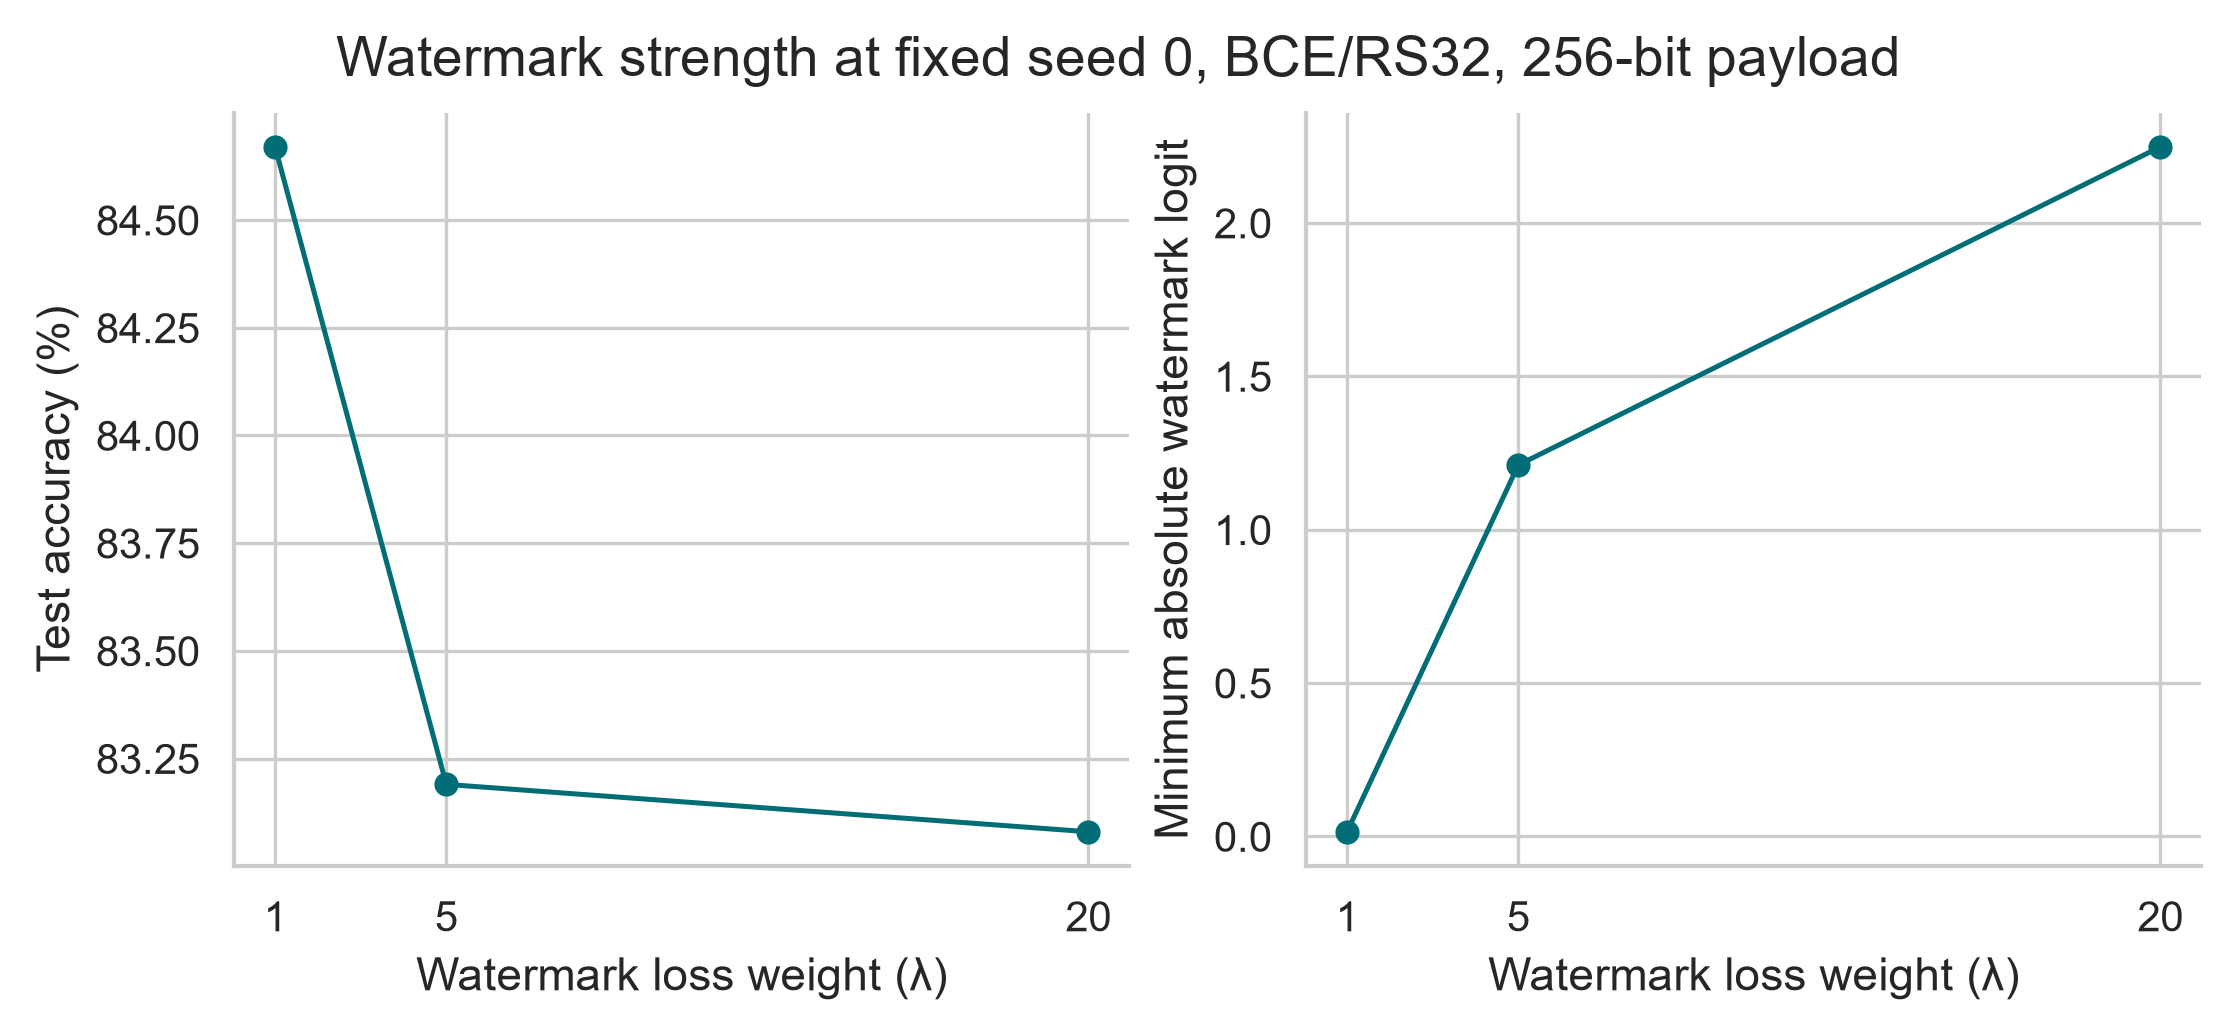 Watermark strength at fixed seed 0, BCE/RS32, 256-bit payload
Test accuracy (%)
84.50
84.25
84.00
83.75
83.50
83.25
1 5 20
Watermark loss weight (λ)
Minimum absolute watermark logit
2.0
1.5
1.0
0.5
0.0
1 5 20
Watermark loss weight (λ)